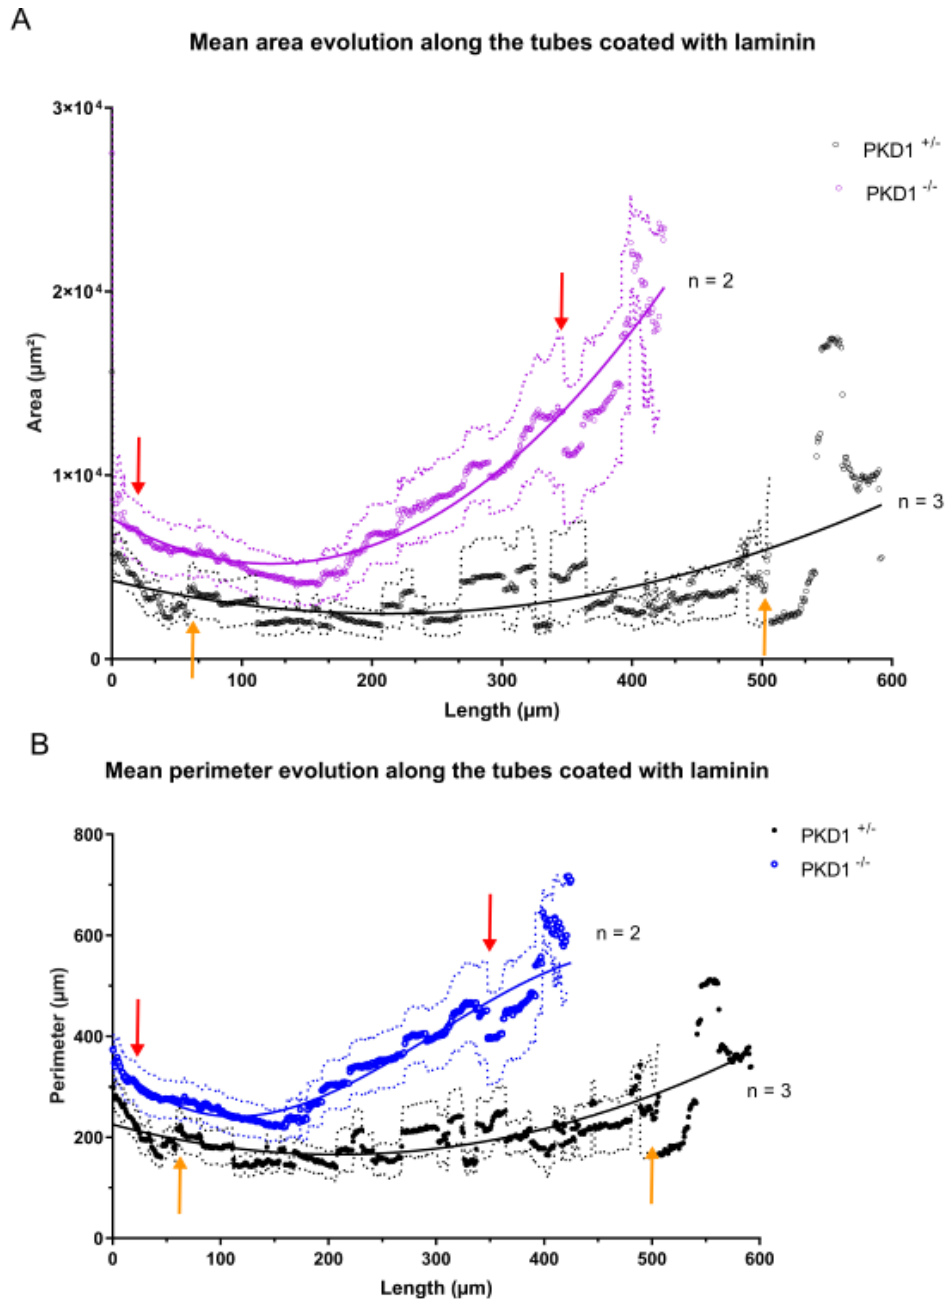 A
Mean area evolution along the tubes coated with laminin
3×10⁴
2×10⁴
1×10⁴
0
Area (µm²)
PKD1 +/-
PKD1 -/-
n = 2
n = 3
0 100 200 300 400 500 600
Length (µm)
B
Mean perimeter evolution along the tubes coated with laminin
800
600
400
200
0
Perimeter (µm)
PKD1 +/-
PKD1 -/-
n = 2
n = 3
0 100 200 300 400 500 600
Length (µm)